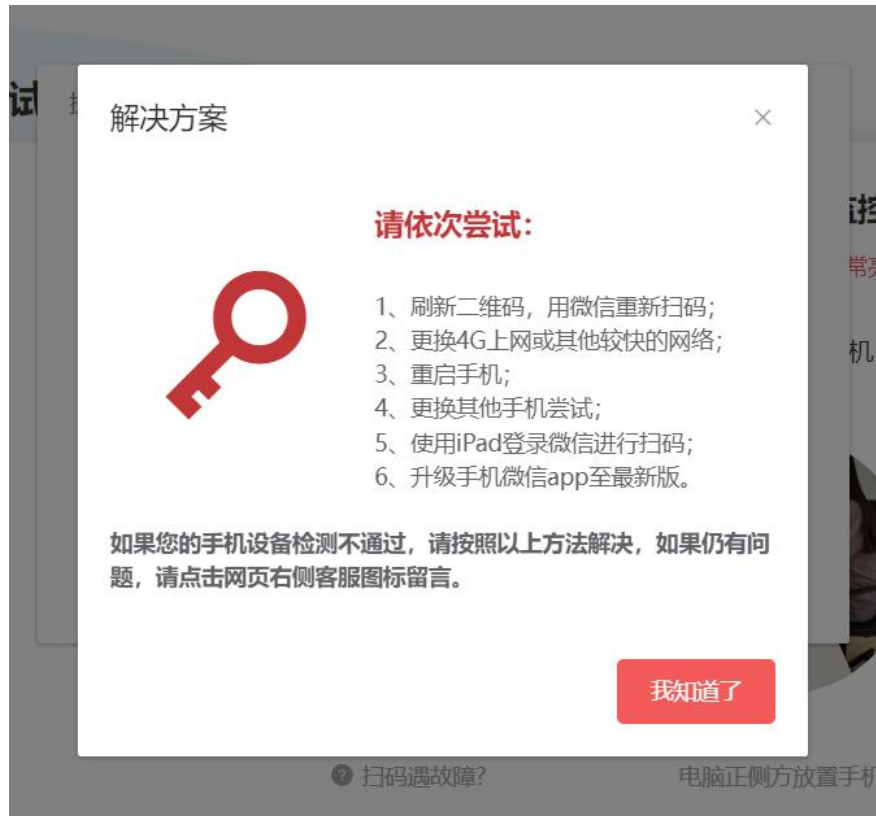 试
解决方案
请依次尝试：
1、刷新二维码，用微信重新扫码；
2、更换4G上网或其他较快的网络；
3、重启手机；
4、更换其他手机尝试；
5、使用iPad登录微信进行扫码；
6、升级手机微信app至最新版。
如果您的手机设备检测不通过，请按照以上方法解决，如果仍有问
题，请点击网页右侧客服图标留言。
我知道了
监控
常亮
机
扫码遇故障?
电脑正侧方放置手机